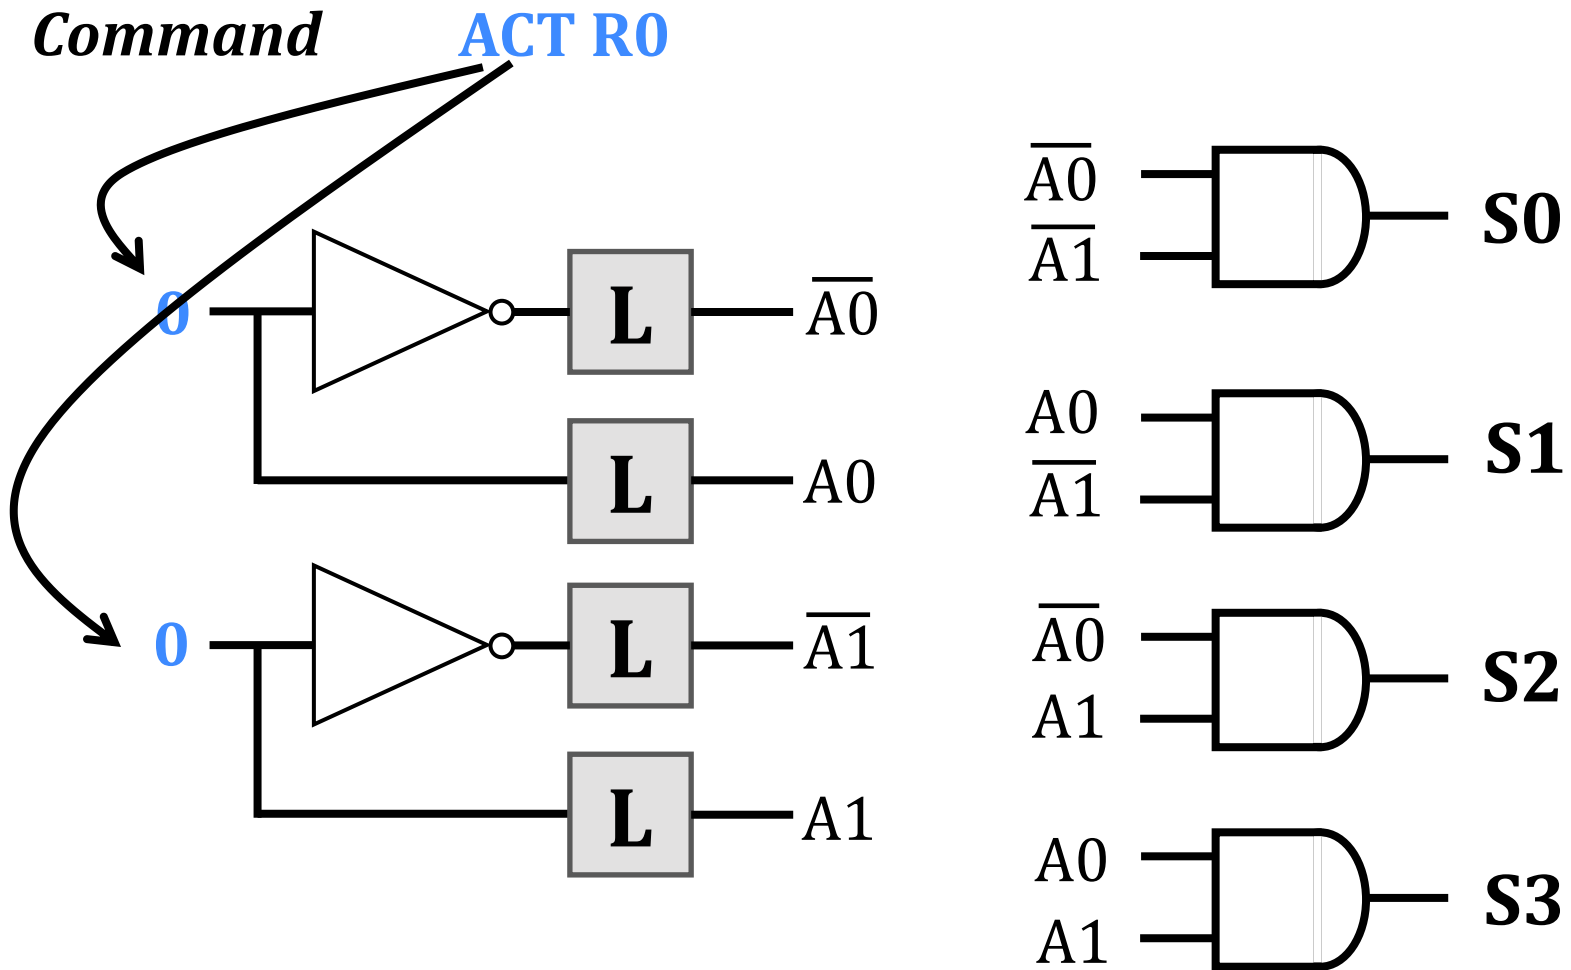 Command ACT R0
0
L
A̅0̅
L
A0
0
L
A̅1̅
L
A1
A̅0̅
A̅1̅
S0
A0
A̅1̅
S1
A̅0̅
A1
S2
A0
A1
S3